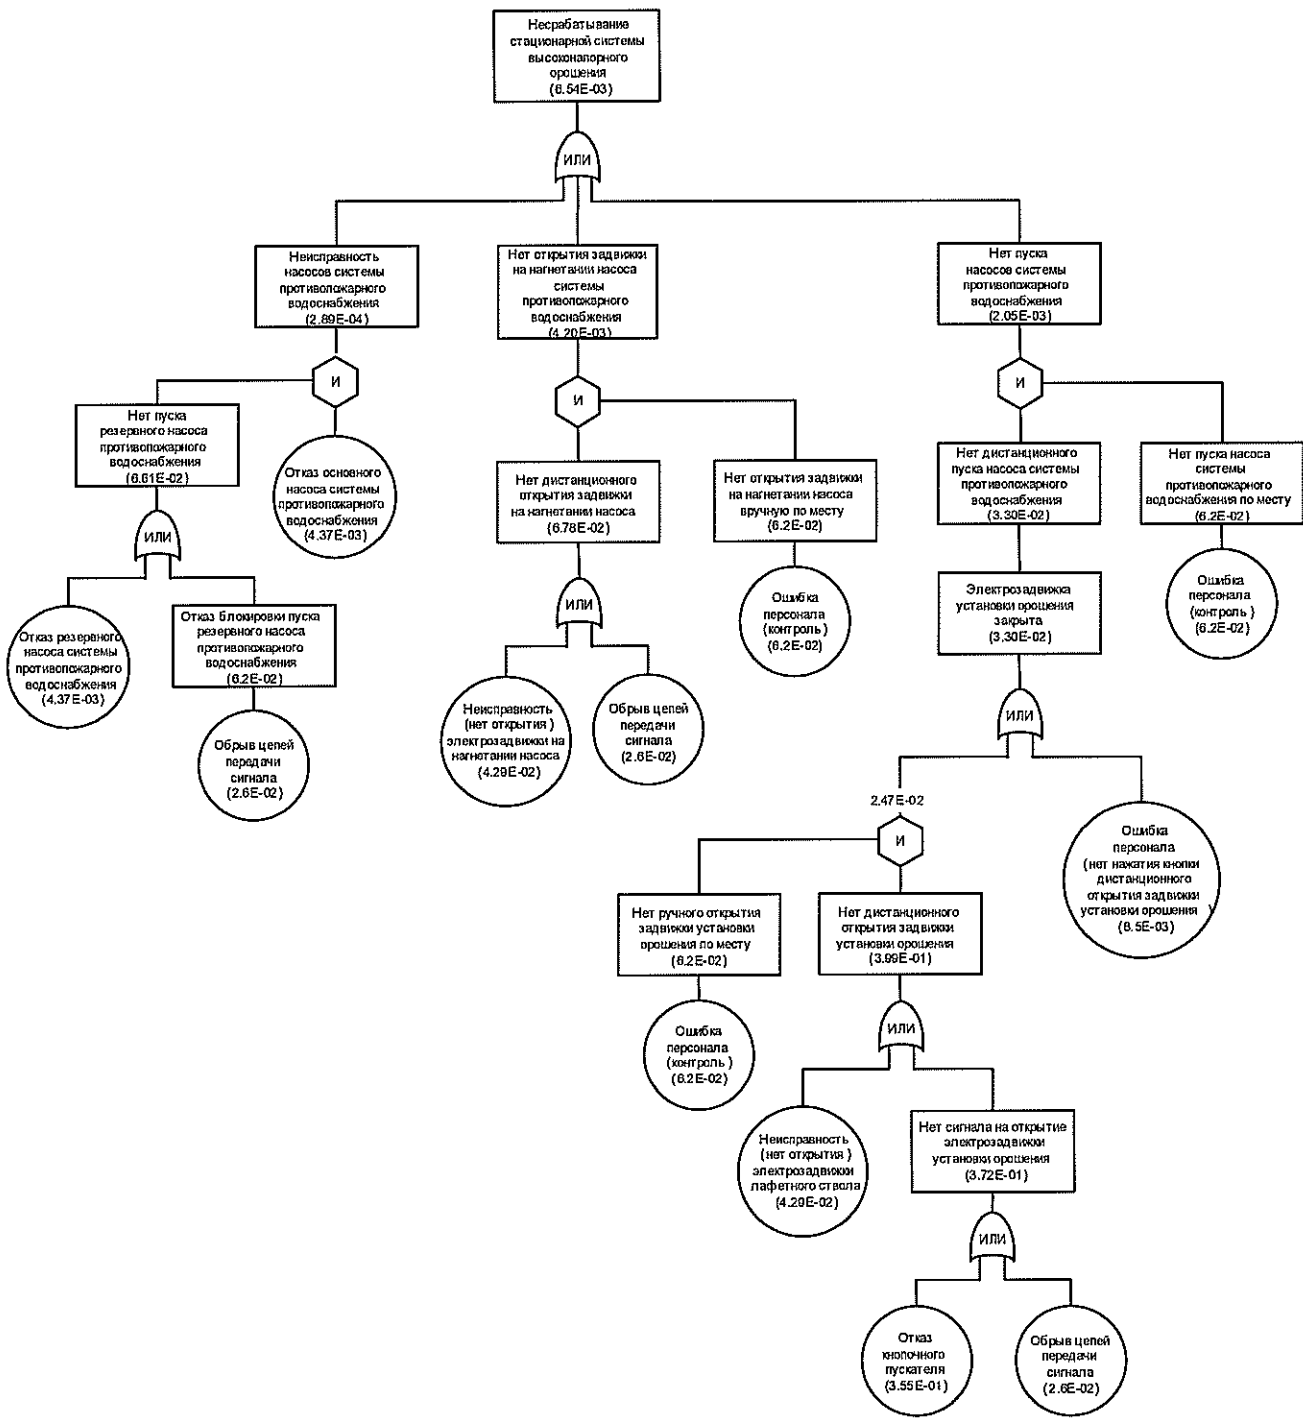 Несрабатывание
стационарной системы
высоконапорного
орошения
(6.54E-03)
ИЛИ
Неисправность
насосов системы
противопожарного
водоснабжения
(2.89E-04)
Нет открытия задвижки
на нагнетании насоса
системы
противопожарного
водоснабжения
(4.20E-03)
Нет пуска
насосов системы
противопожарного
водоснабжения
(2.05E-03)
И
И
И
Нет пуска
резервного насоса
противопожарного
водоснабжения
(6.61E-02)
Отказ основного
насоса системы
противопожарного
водоснабжения
(4.37E-03)
Нет дистанционного
открытия задвижки
на нагнетании насоса
(6.78E-02)
Нет открытия задвижки
на нагнетании насоса
вручную по месту
(6.2E-02)
Нет дистанционного
пуска насоса системы
противопожарного
водоснабжения
(3.30E-02)
Нет пуска насоса
системы
противопожарного
водоснабжения по месту
(6.2E-02)
ИЛИ
ИЛИ
Ошибка
персонала
(контроль )
(6.2E-02)
Электрозадвижка
установки орошения
закрыта
(3.30E-02)
Ошибка
персонала
(контроль )
(6.2E-02)
Отказ резервного
насоса системы
противопожарного
водоснабжения
(4.37E-03)
Отказ блокировки пуска
резервного насоса
противопожарного
водоснабжения
(6.2E-02)
Обрыв цепей
передачи
сигнала
(2.6E-02)
Неисправность
(нет открытия )
электрозадвижки на
нагнетании насоса
(4.29E-02)
Обрыв цепей
передачи
сигнала
(2.6E-02)
ИЛИ
2.47E-02
И
Ошибка
персонала
(нет нажатия кнопки
дистанционного
открытия задвижки
установки орошения )
(8.5E-03)
Нет ручного открытия
задвижки установки
орошения по месту
(6.2E-02)
Нет дистанционного
открытия задвижки
установки орошения
(3.99E-01)
Ошибка
персонала
(контроль )
(6.2E-02)
ИЛИ
Неисправность
(нет открытия )
электрозадвижки
лафетного ствола
(4.29E-02)
Нет сигнала на открытие
электрозадвижки
установки орошения
(3.72E-01)
ИЛИ
Отказ
кнопочного
пускателя
(3.55E-01)
Обрыв цепей
передачи
сигнала
(2.6E-02)